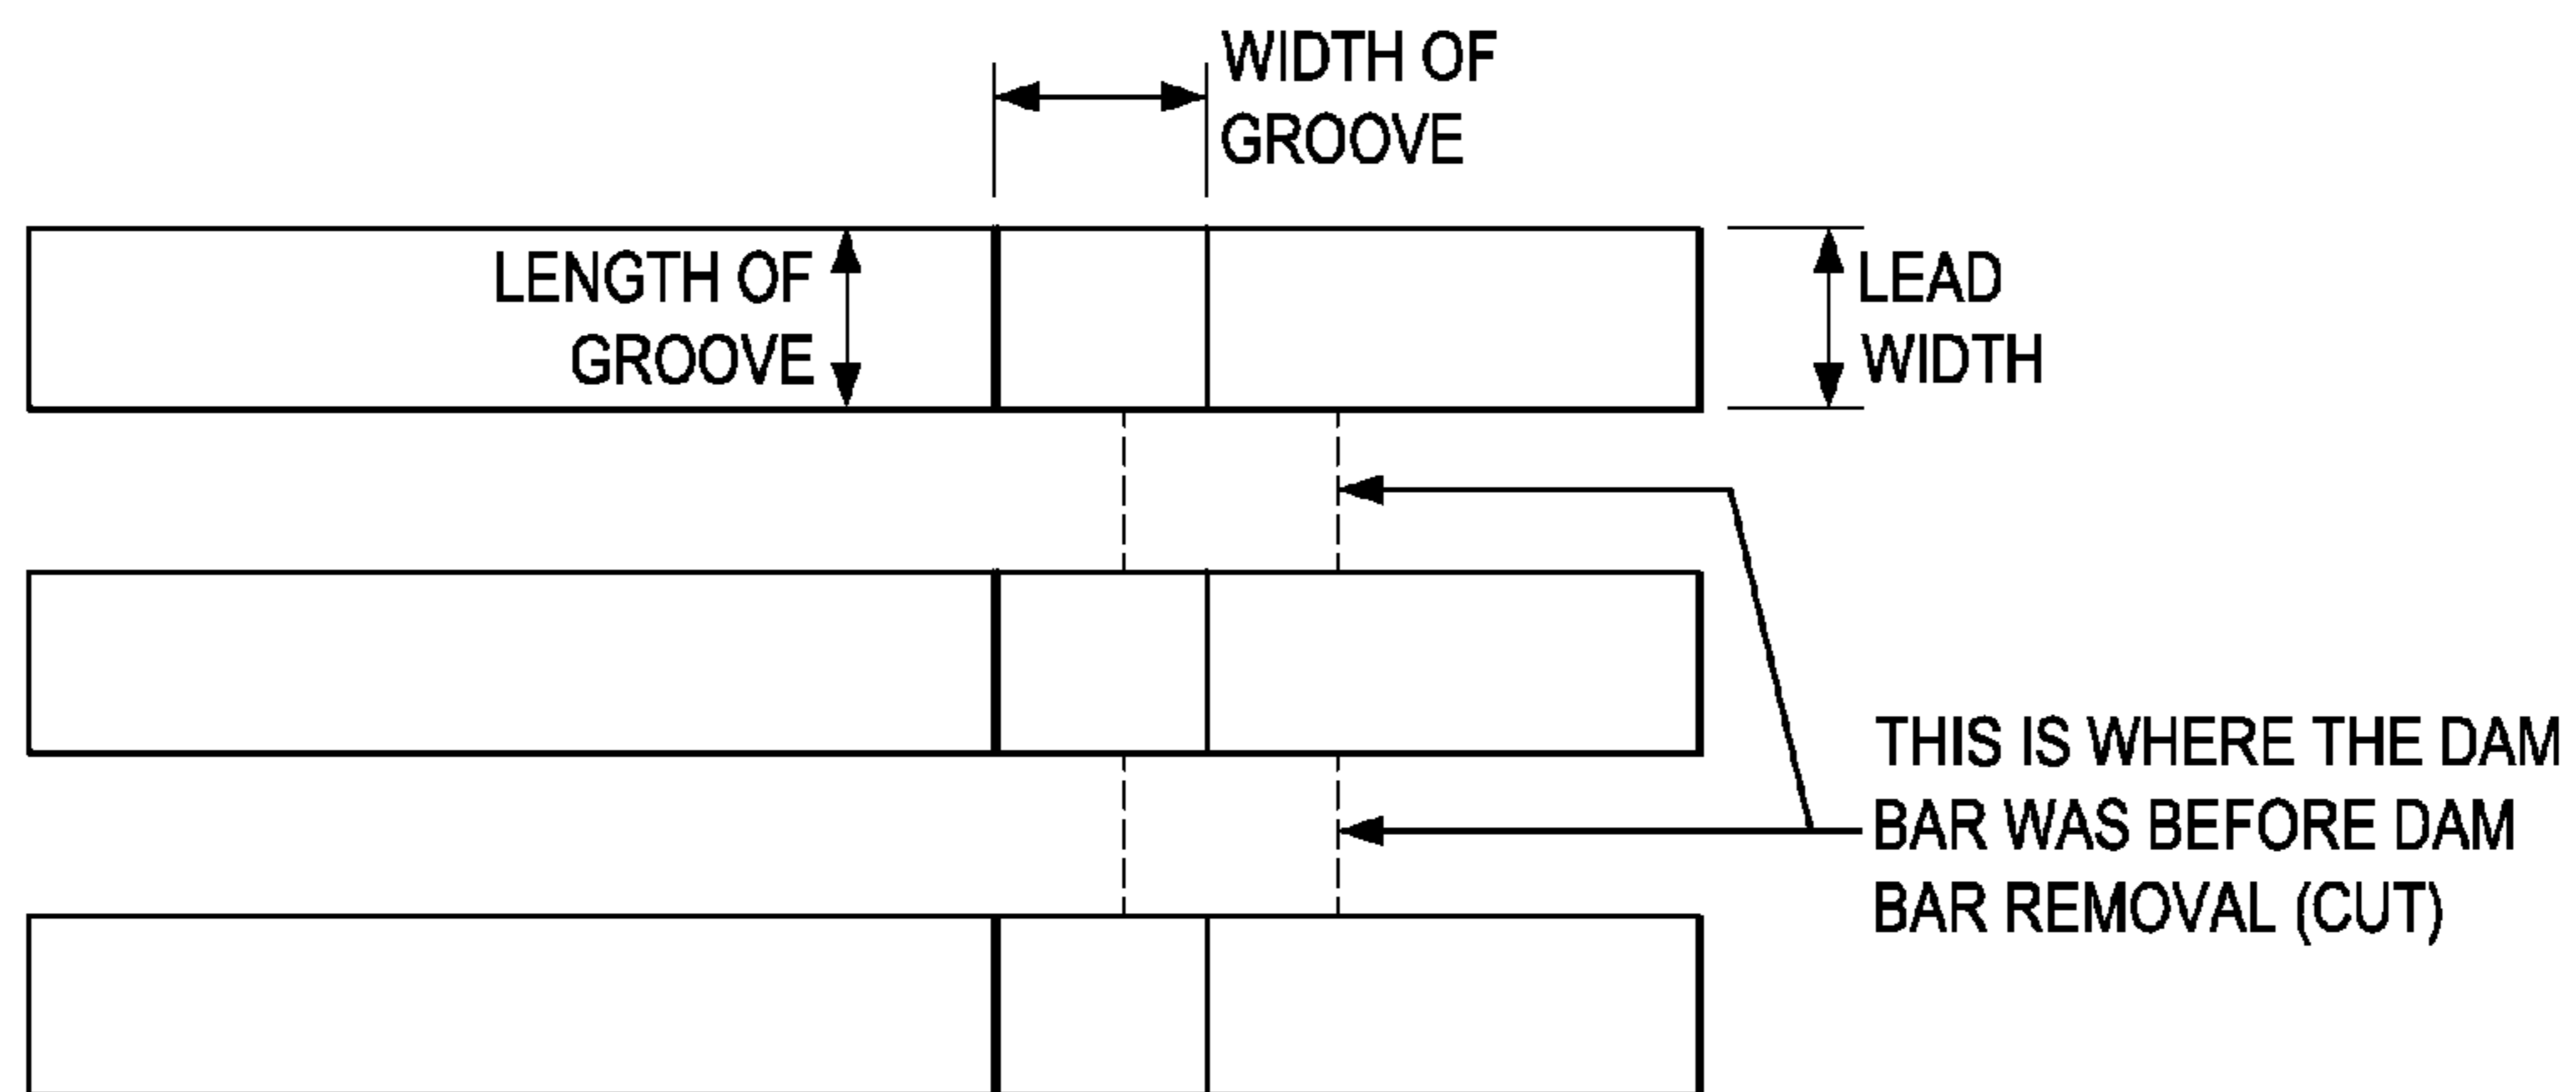 WIDTH OF
GROOVE
LENGTH OF
GROOVE
LEAD
WIDTH
THIS IS WHERE THE DAM
BAR WAS BEFORE DAM
BAR REMOVAL (CUT)